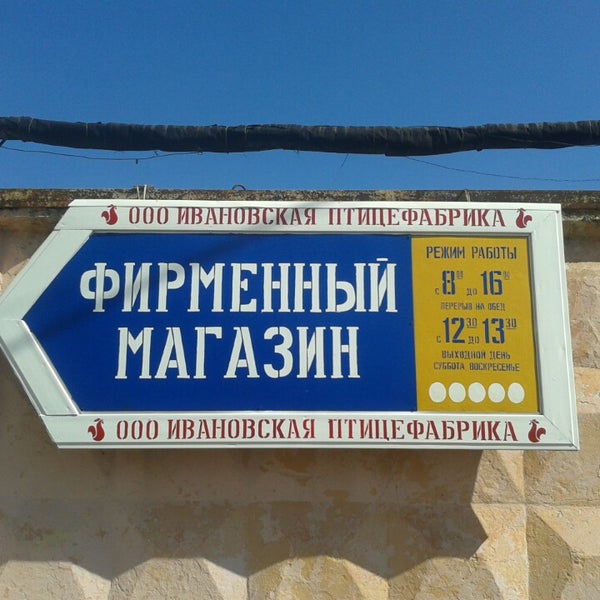 ООО ИВАНОВСКАЯ ПТИЦЕФАБРИКА
ФИРМЕННЫЙ
МАГАЗИН
РЕЖИМ РАБОТЫ
с 8 00 до 16 00
ПЕРЕРЫВ НА ОБЕД
с 12 30 до 13 30
ВЫХОДНОЙ ДЕНЬ
СУББОТА ВОСКРЕСЕНЬЕ
ООО ИВАНОВСКАЯ ПТИЦЕФАБРИКА